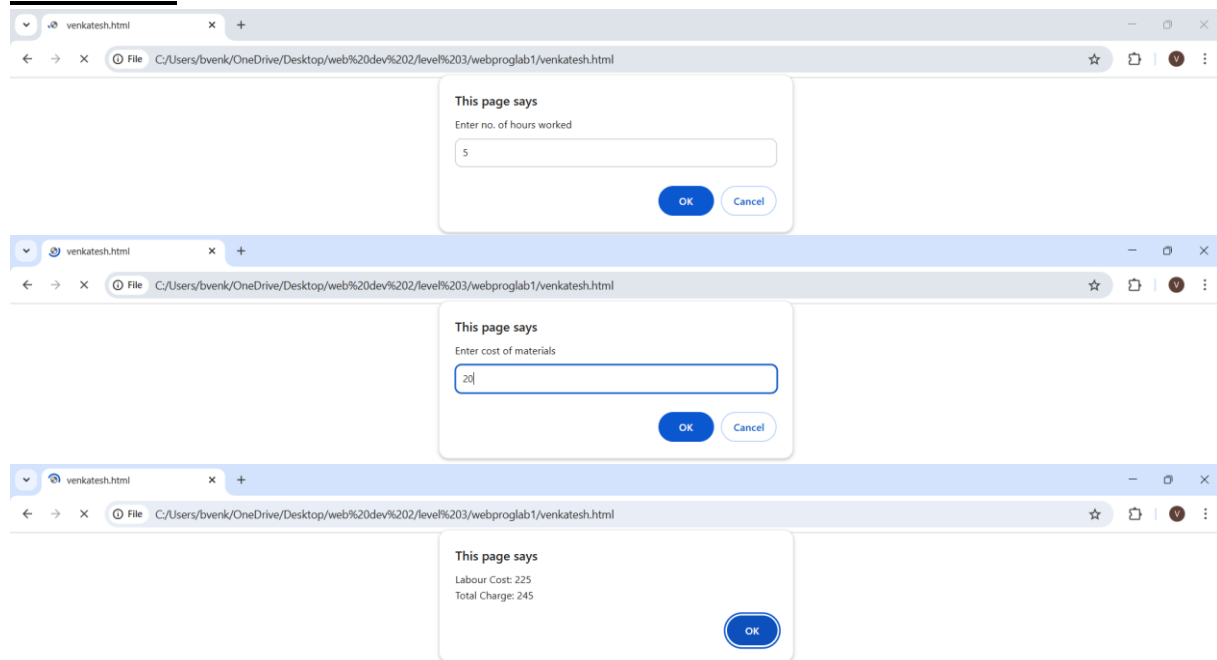 venkatesh.html
File C:/Users/bvenk/OneDrive/Desktop/web%20dev%202/level%203/webproglab1/venkatesh.html
V
This page says
Enter no. of hours worked
5
OK Cancel
venkatesh.html
File C:/Users/bvenk/OneDrive/Desktop/web%20dev%202/level%203/webproglab1/venkatesh.html
V
This page says
Enter cost of materials
20
OK Cancel
venkatesh.html
File C:/Users/bvenk/OneDrive/Desktop/web%20dev%202/level%203/webproglab1/venkatesh.html
V
This page says
Labour Cost: 225
Total Charge: 245
OK